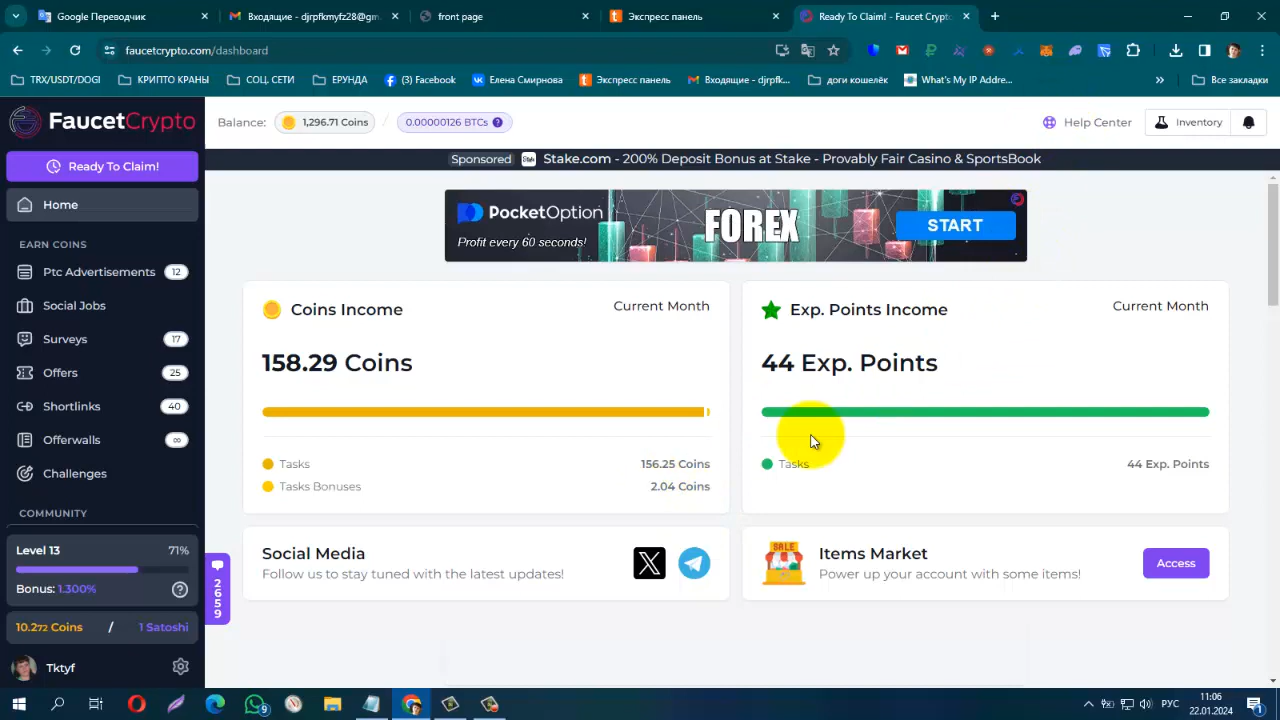 Google Переводчик
Входящие - djrpfkmyfz28@gm
front page
Экспресс панель
Ready To Claim! - Faucet Crypto
faucetcrypto.com/dashboard
TRX/USDT/DOGI
КРИПТО КРАНЫ
СОЦ. СЕТИ
ЕРУНДА
(3) Facebook
Елена Смирнова
Экспресс панель
Входящие - djrpfk...
доги кошелёк
What's My IP Addre...
Все закладки
FaucetCrypto
Balance:
1,296.71 Coins
/
0.00000126 BTCs
Help Center
Inventory
Ready To Claim!
Sponsored
Stake.com - 200% Deposit Bonus at Stake - Provably Fair Casino & SportsBook
Home
PocketOption
Profit every 60 seconds!
FOREX
START
EARN COINS
Ptc Advertisements 12
Social Jobs
Surveys 17
Offers 25
Shortlinks 40
Offerwalls ∞
Challenges
COMMUNITY
Level 13 71%
Bonus: 1.300%
10.272 Coins / 1 Satoshi
Tktyf
2659
Coins Income
Current Month
158.29 Coins
Tasks 156.25 Coins
Tasks Bonuses 2.04 Coins
Exp. Points Income
Current Month
44 Exp. Points
Tasks 44 Exp. Points
Social Media
Follow us to stay tuned with the latest updates!
SALE
Items Market
Power up your account with some items!
Access
9
РУС
11:06
22.01.2024
1